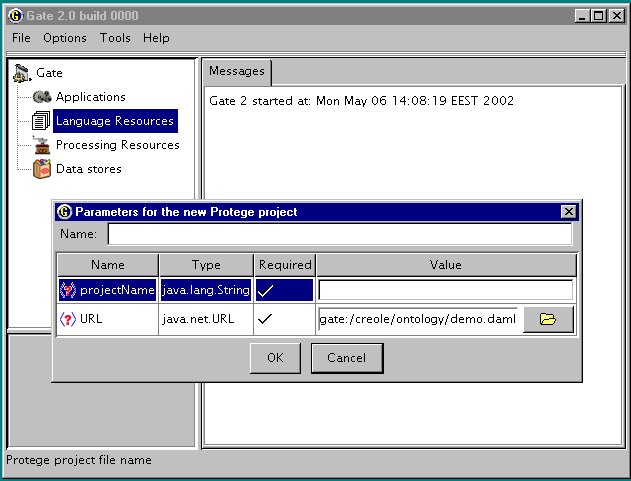 Gate 2.0 build 0000
File Options Tools Help
Gate
Applications
Language Resources
Processing Resources
Data stores
Messages
Gate 2 started at: Mon May 06 14:08:19 EEST 2002
Parameters for the new Protege project
Name:
Name Type Required Value
projectName java.lang.String
URL java.net.URL gate:/creole/ontology/demo.daml
OK Cancel
Protege project file name